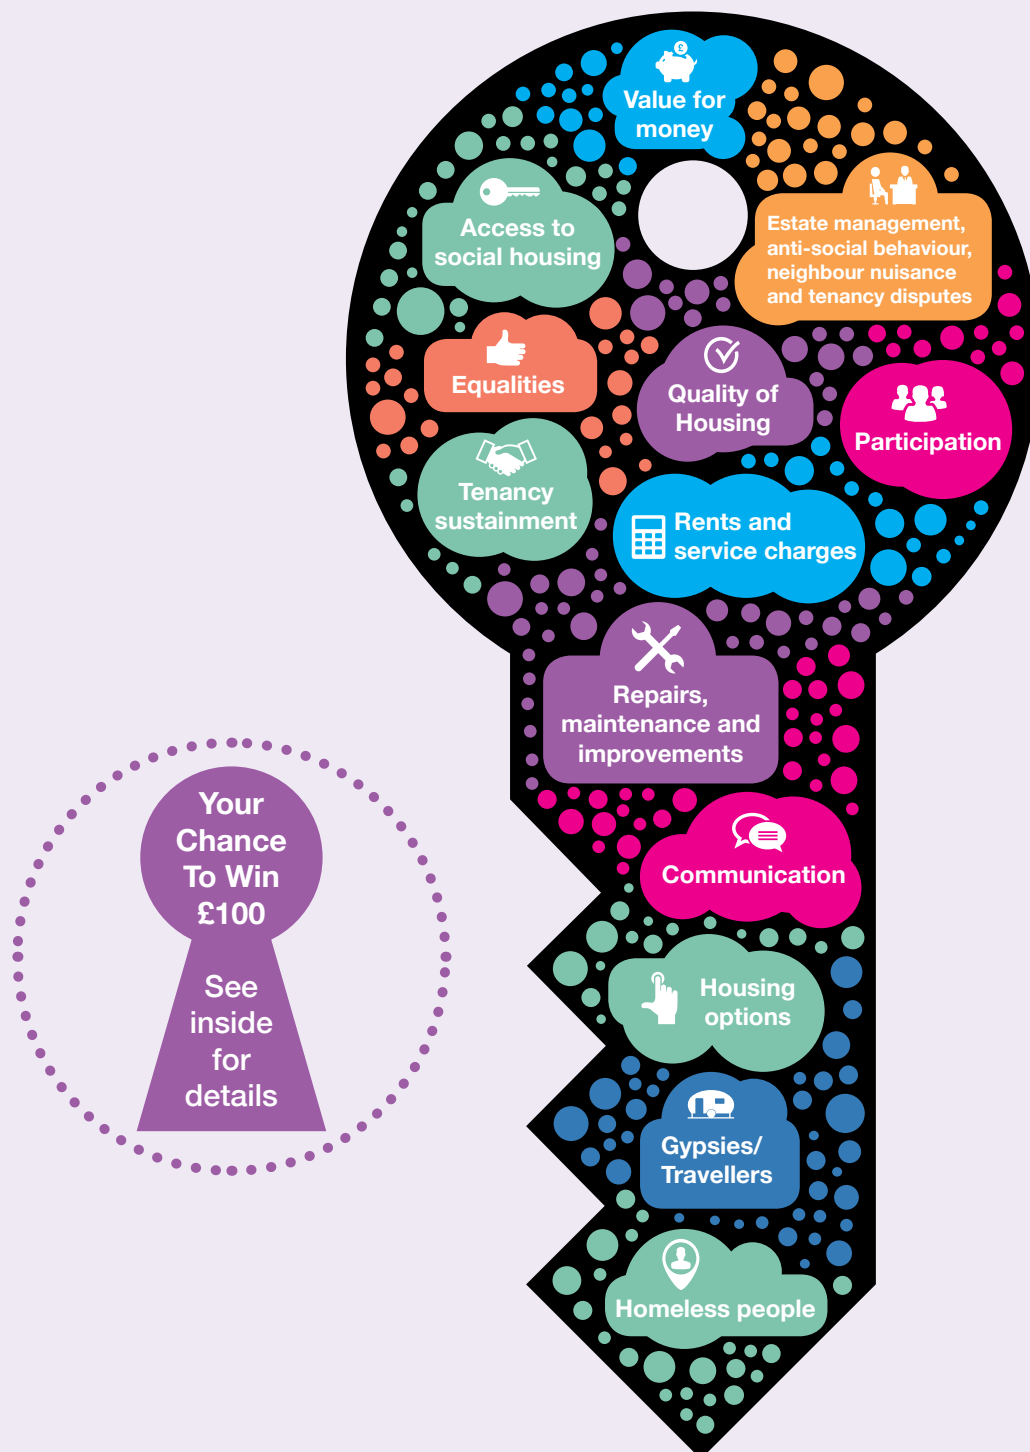 £
Value for
money
Access to
social housing
Estate management,
anti-social behaviour,
neighbour nuisance
and tenancy disputes
Equalities
Quality of
Housing
Participation
Tenancy
sustainment
Rents and
service charges
Repairs,
maintenance and
improvements
Your
Chance
To Win
£100
See
inside
for
details
Communication
Housing
options
Gypsies/
Travellers
Homeless people